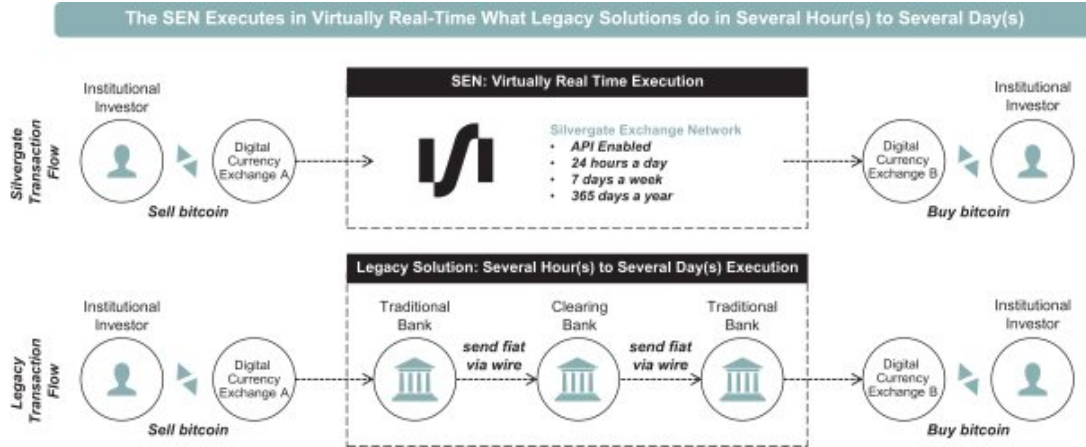 The SEN Executes in Virtually Real-Time What Legacy Solutions do in Several Hour(s) to Several Day(s)
Silvergate
Transaction
Flow
Institutional
Investor
Digital
Currency
Exchange A
Sell bitcoin
SEN: Virtually Real Time Execution
Silvergate Exchange Network
• API Enabled
• 24 hours a day
• 7 days a week
• 365 days a year
Digital
Currency
Exchange B
Institutional
Investor
Buy bitcoin
Legacy
Transaction
Flow
Institutional
Investor
Digital
Currency
Exchange A
Sell bitcoin
Legacy Solution: Several Hour(s) to Several Day(s) Execution
Traditional
Bank
send fiat
via wire
Clearing
Bank
send fiat
via wire
Traditional
Bank
Digital
Currency
Exchange B
Institutional
Investor
Buy bitcoin